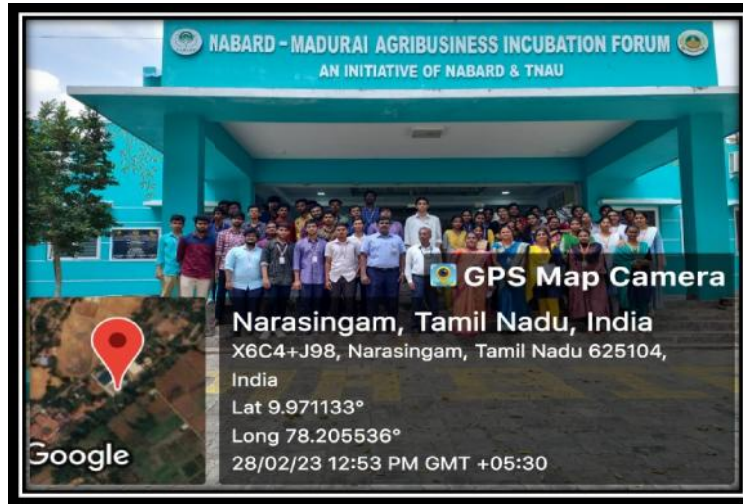 NABARD - MADURAI AGRIBUSINESS INCUBATION FORUM
AN INITIATIVE OF NABARD & TNAU
GPS Map Camera
Narasingam, Tamil Nadu, India
X6C4+J98, Narasingam, Tamil Nadu 625104,
India
Lat 9.971133°
Long 78.205536°
28/02/23 12:53 PM GMT +05:30
Google